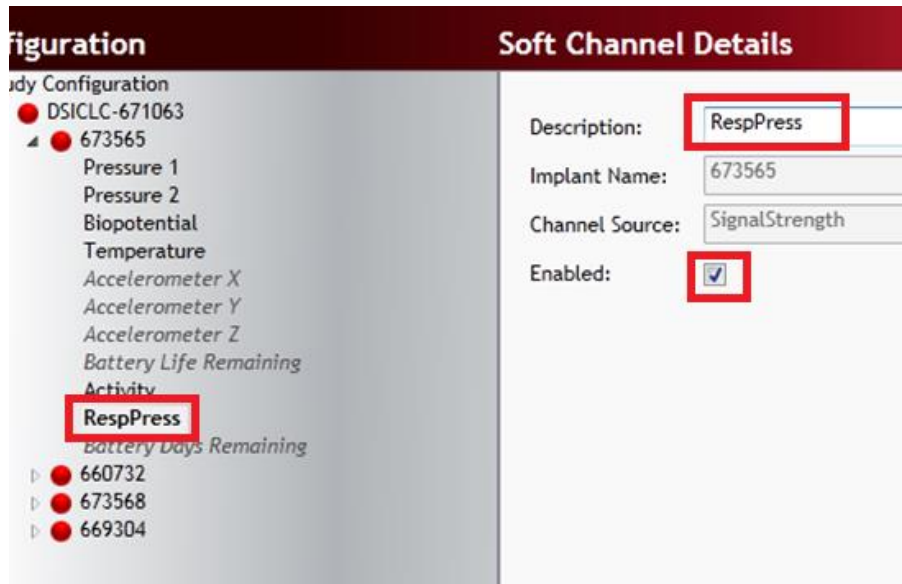 figuration
Soft Channel Details
udy Configuration
DSICLC-671063
673565
Pressure 1
Pressure 2
Biopotential
Temperature
Accelerometer X
Accelerometer Y
Accelerometer Z
Battery Life Remaining
Activity
RespPress
Battery Days Remaining
660732
673568
669304
Description: RespPress
Implant Name: 673565
Channel Source: SignalStrength
Enabled: